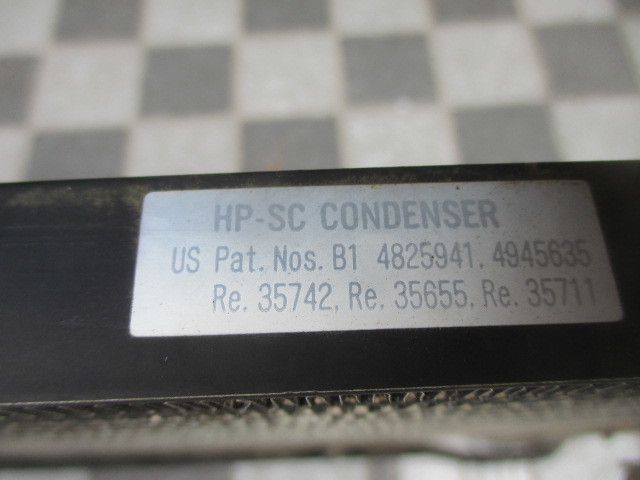 HP-SC CONDENSER
US Pat. Nos. B1 4825941, 4945635
Re. 35742, Re. 35655, Re. 35711